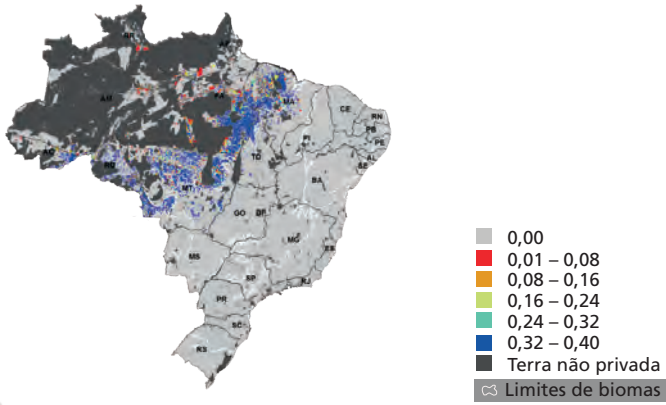 RR
AP
AM
PA
MA
CE
RN
PB
PE
AL
SE
PI
AC
RO
TO
BA
MT
GO
DF
MG
ES
MS
SP
RJ
PR
SC
RS
0,00
0,01 – 0,08
0,08 – 0,16
0,16 – 0,24
0,24 – 0,32
0,32 – 0,40
Terra não privada
Limites de biomas